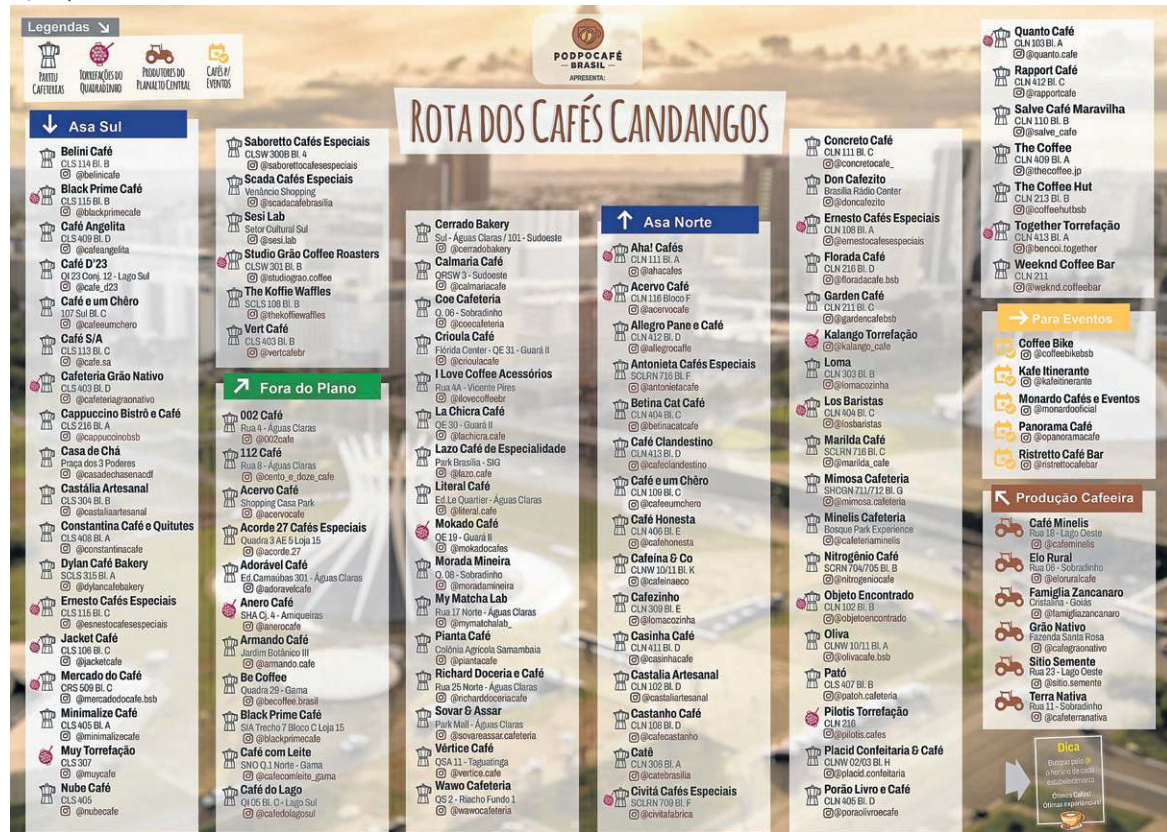 Legendas
PARTIU
CAFETERIAS
TORREFAÇÕES DO
QUADRADINHO
PRODUTORES DO
PLANALTO CENTRAL
CAFÉS P/
EVENTOS
PODPOCAFÉ
BRASIL
APRESENTA:
ROTA DOS CAFÉS CANDANGOS
Asa Sul
Belini Café
CLS 114 Bl. B
@belinicafe
Black Prime Café
CLS 115 Bl. B
@blackprimecafe
Café Angelita
CLS 409 Bl. D
@cafeangelita
Café D'23
QI 23 Conj. 12 - Lago Sul
@cafe_d23
Café e um Chêro
107 Sul Bl. C
@cafeeumchero
Café S/A
CLS 113 Bl. C
@cafe.sa
Cafeteria Grão Nativo
CLS 403 Bl. D
@cafeteriagraonativo
Cappuccino Bistrô e Café
CLS 216 Bl. A
@cappuccinobsb
Casa de Chá
Praça dos 3 Poderes
@casadechasenacdf
Castália Artesanal
CLS 304 Bl. B
@castaliaartesanal
Constantina Café e Quitutes
CLS 408 Bl. A
@constantinacafe
Dylan Café Bakery
SCLS 315 Bl. A
@dylancafebakery
Ernesto Cafés Especiais
CLS 115 Bl. C
@esnestocafesespeciais
Jacket Café
CLS 106 Bl. C
@jacketcafe
Mercado do Café
CRS 509 Bl. C
@mercadodocafe.bsb
Minimalize Café
CLS 405 Bl. A
@minimalizecafe
Muy Torrefação
CLS 307
@muycafe
Nube Café
CLS 405
@nubecafe
Saboretto Cafés Especiais
CLSW 300B Bl. 4
@saborettocafesespeciais
Scada Cafés Especiais
Venâncio Shopping
@scadacafebrasilia
Sesi Lab
Setor Cultural Sul
@sesi.lab
Studio Grão Coffee Roasters
CLSW 301 Bl. B
@studiograo.coffee
The Koffie Waffles
SCLS 108 Bl. B
@thekoffiewaffles
Vert Café
CLS 403 Bl. B
@vertcafebr
Fora do Plano
002 Café
Rua 4 - Águas Claras
@002cafe
112 Café
Rua 8 - Águas Claras
@cento_e_doze_cafe
Acervo Café
Shopping Casa Park
@acervocafe
Acorde 27 Cafés Especiais
Quadra 3 AE 5 Loja 15
@acorde.27
Adorável Café
Ed.Carnaúbas 301 - Águas Claras
@adoravelcafe
Anero Café
SHA Cj. 4 - Arniqueiras
@anerocafe
Armando Café
Jardim Botânico III
@armando.cafe
Be Coffee
Quadra 29 - Gama
@becoffee.brasil
Black Prime Café
SIA Trecho 7 Bloco C Loja 15
@blackprimecafe
Café com Leite
SNO Q.1 Norte - Gama
@cafecomleite_gama
Café do Lago
QI 05 Bl. C - Lago Sul
@cafedolagosul
Cerrado Bakery
Sul - Águas Claras / 101 - Sudoeste
@cerradobakery
Calmaria Café
QRSW 3 - Sudoeste
@calmariacafe
Coe Cafeteria
Q. 06 - Sobradinho
@coecafeteria
Crioula Café
Flórida Center - QE 31 - Guará II
@crioulacafe
I Love Coffee Acessórios
Rua 4A - Vicente Pires
@ilovecoffeebr
La Chicra Café
QE 30 - Guará II
@lachicra.cafe
Lazo Café de Especialidade
Park Brasília - SIG
@lazo.cafe
Literal Café
Ed.Le Quartier - Águas Claras
@literal.cafe
Mokado Café
QE 19 - Guará II
@mokadocafes
Morada Mineira
Q. 08 - Sobradinho
@moradamineira
My Matcha Lab
Rua 17 Norte - Águas Claras
@mymatchalab_
Pianta Café
Colônia Agrícola Samambaia
@piantacafe
Richard Doceria e Café
Rua 25 Norte - Águas Claras
@richarddoceriacafe
Sovar & Assar
Park Mall - Águas Claras
@sovareassar.cafeteria
Vértice Café
QSA 11 - Taguatinga
@vertice.cafe
Wawo Cafeteria
QS 2 - Riacho Fundo 1
@wawocafeteria
Asa Norte
Aha! Cafés
CLN 111 Bl. A
@ahacafes
Acervo Café
CLN 116 Bloco F
@acervocafe
Allegro Pane e Café
CLN 412 Bl. D
@allegrocaffe
Antonieta Cafés Especiais
SCLRN 716 Bl. F
@antonietacafe
Betina Cat Café
CLN 404 Bl. C
@betinacatcafe
Café Clandestino
CLN 413 Bl. D
@cafeclandestino
Café e um Chêro
CLN 109 Bl. C
@cafeeumchero
Café Honesta
CLN 406 Bl. E
@cafehonesta
Cafeína & Co
CLNW 10/11 Bl. K
@cafeinaeco
Cafezinho
CLN 309 Bl. E
@lomacozinha
Casinha Café
CLN 411 Bl. D
@casinhacafe
Castalia Artesanal
CLN 102 Bl. D
@castaliartesanal
Castanho Café
CLN 108 Bl. D
@cafecastanho
Catê
CLN 306 Bl. A
@catebrasilia
Civitá Cafés Especiais
SCLRN 709 Bl. F
@civitafabrica
Concreto Café
CLN 111 Bl. C
@concretocafe_
Don Cafezito
Brasília Rádio Center
@doncafezito
Ernesto Cafés Especiais
CLN 108 Bl. A
@ernestocafesespeciais
Florada Café
CLN 216 Bl. D
@floradacafe.bsb
Garden Café
CLN 211 Bl. C
@gardencafebsb
Kalango Torrefação
@kalango_cafe
Loma
CLN 303 Bl. B
@lomacozinha
Los Baristas
CLN 404 Bl. C
@losbaristas
Marilda Café
SCLRN 716 Bl. C
@marilda_cafe
Mimosa Cafeteria
SHCGN 711/712 Bl. G
@mimosa.cafeteria
Minelis Cafeteria
Bosque Park Experience
@cafeteriaminelis
Nitrogênio Café
SCRN 704/705 Bl. B
@nitrogeniocafe
Objeto Encontrado
CLN 102 Bl. B
@objetoencontrado
Oliva
CLNW 10/11 Bl. A
@olivacafe.bsb
Pató
CLS 407 Bl. B
@patoh.cafeteria
Pilotis Torrefação
CLN 216
@pilotis.cafes
Placid Confeitaria & Café
CLNW 02/03 Bl. H
@placid.confeitaria
Porão Livro e Café
CLN 405 Bl. D
@poraolivroecafe
Quanto Café
CLN 103 Bl. A
@quanto.cafe
Rapport Café
CLN 412 Bl. C
@rapportcafe
Salve Café Maravilha
CLN 110 Bl. B
@salve_cafe
The Coffee
CLN 409 Bl. A
@thecoffee.jp
The Coffee Hut
CLN 213 Bl. B
@coffeehutbsb
Together Torrefação
CLN 413 Bl. A
@bencoi.together
Weeknd Coffee Bar
CLN 211
@weknd.coffeebar
Para Eventos
Coffee Bike
@coffeebikebsb
Kafe Itinerante
@kafeitinerante
Monardo Cafés e Eventos
@monardooficial
Panorama Café
@opanoramacafe
Ristretto Café Bar
@ristrettocafebar
Produção Cafeeira
Café Minelis
Rua 18 - Lago Oeste
@cafeminelis
Elo Rural
Rua 06 - Sobradinho
@eloruralcafe
Famiglia Zancanaro
Cristalina - Goiás
@famigliazancanaro
Grão Nativo
Fazenda Santa Rosa
@cafegraonativo
Sitio Semente
Rua 23 - Lago Oeste
@sitio.semente
Terra Nativa
Rua 11 - Sobradinho
@cafeterranativa
Dica
Busque pelo @
o horário de cada
estabelecimento.
Ótimos Cafés!
Ótimas experiências!